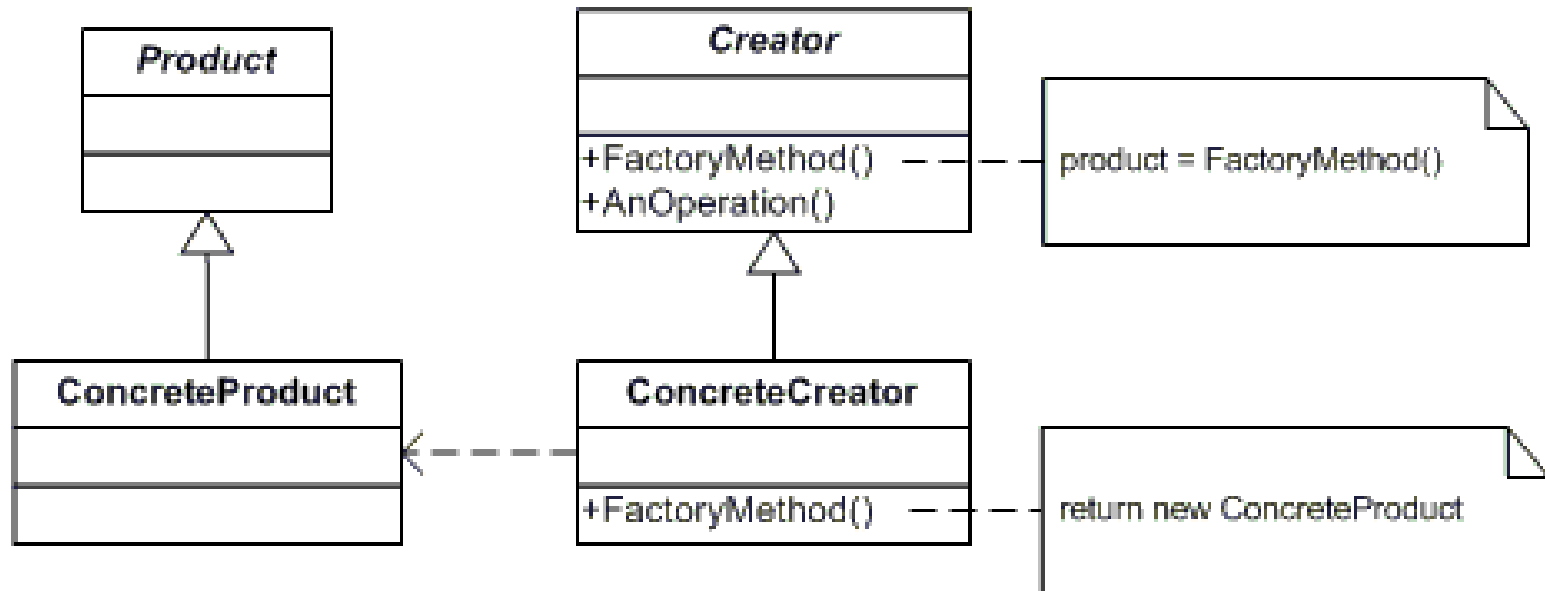 Product
Creator
+FactoryMethod()
+AnOperation()
product = FactoryMethod()
ConcreteProduct
ConcreteCreator
+FactoryMethod()
return new ConcreteProduct